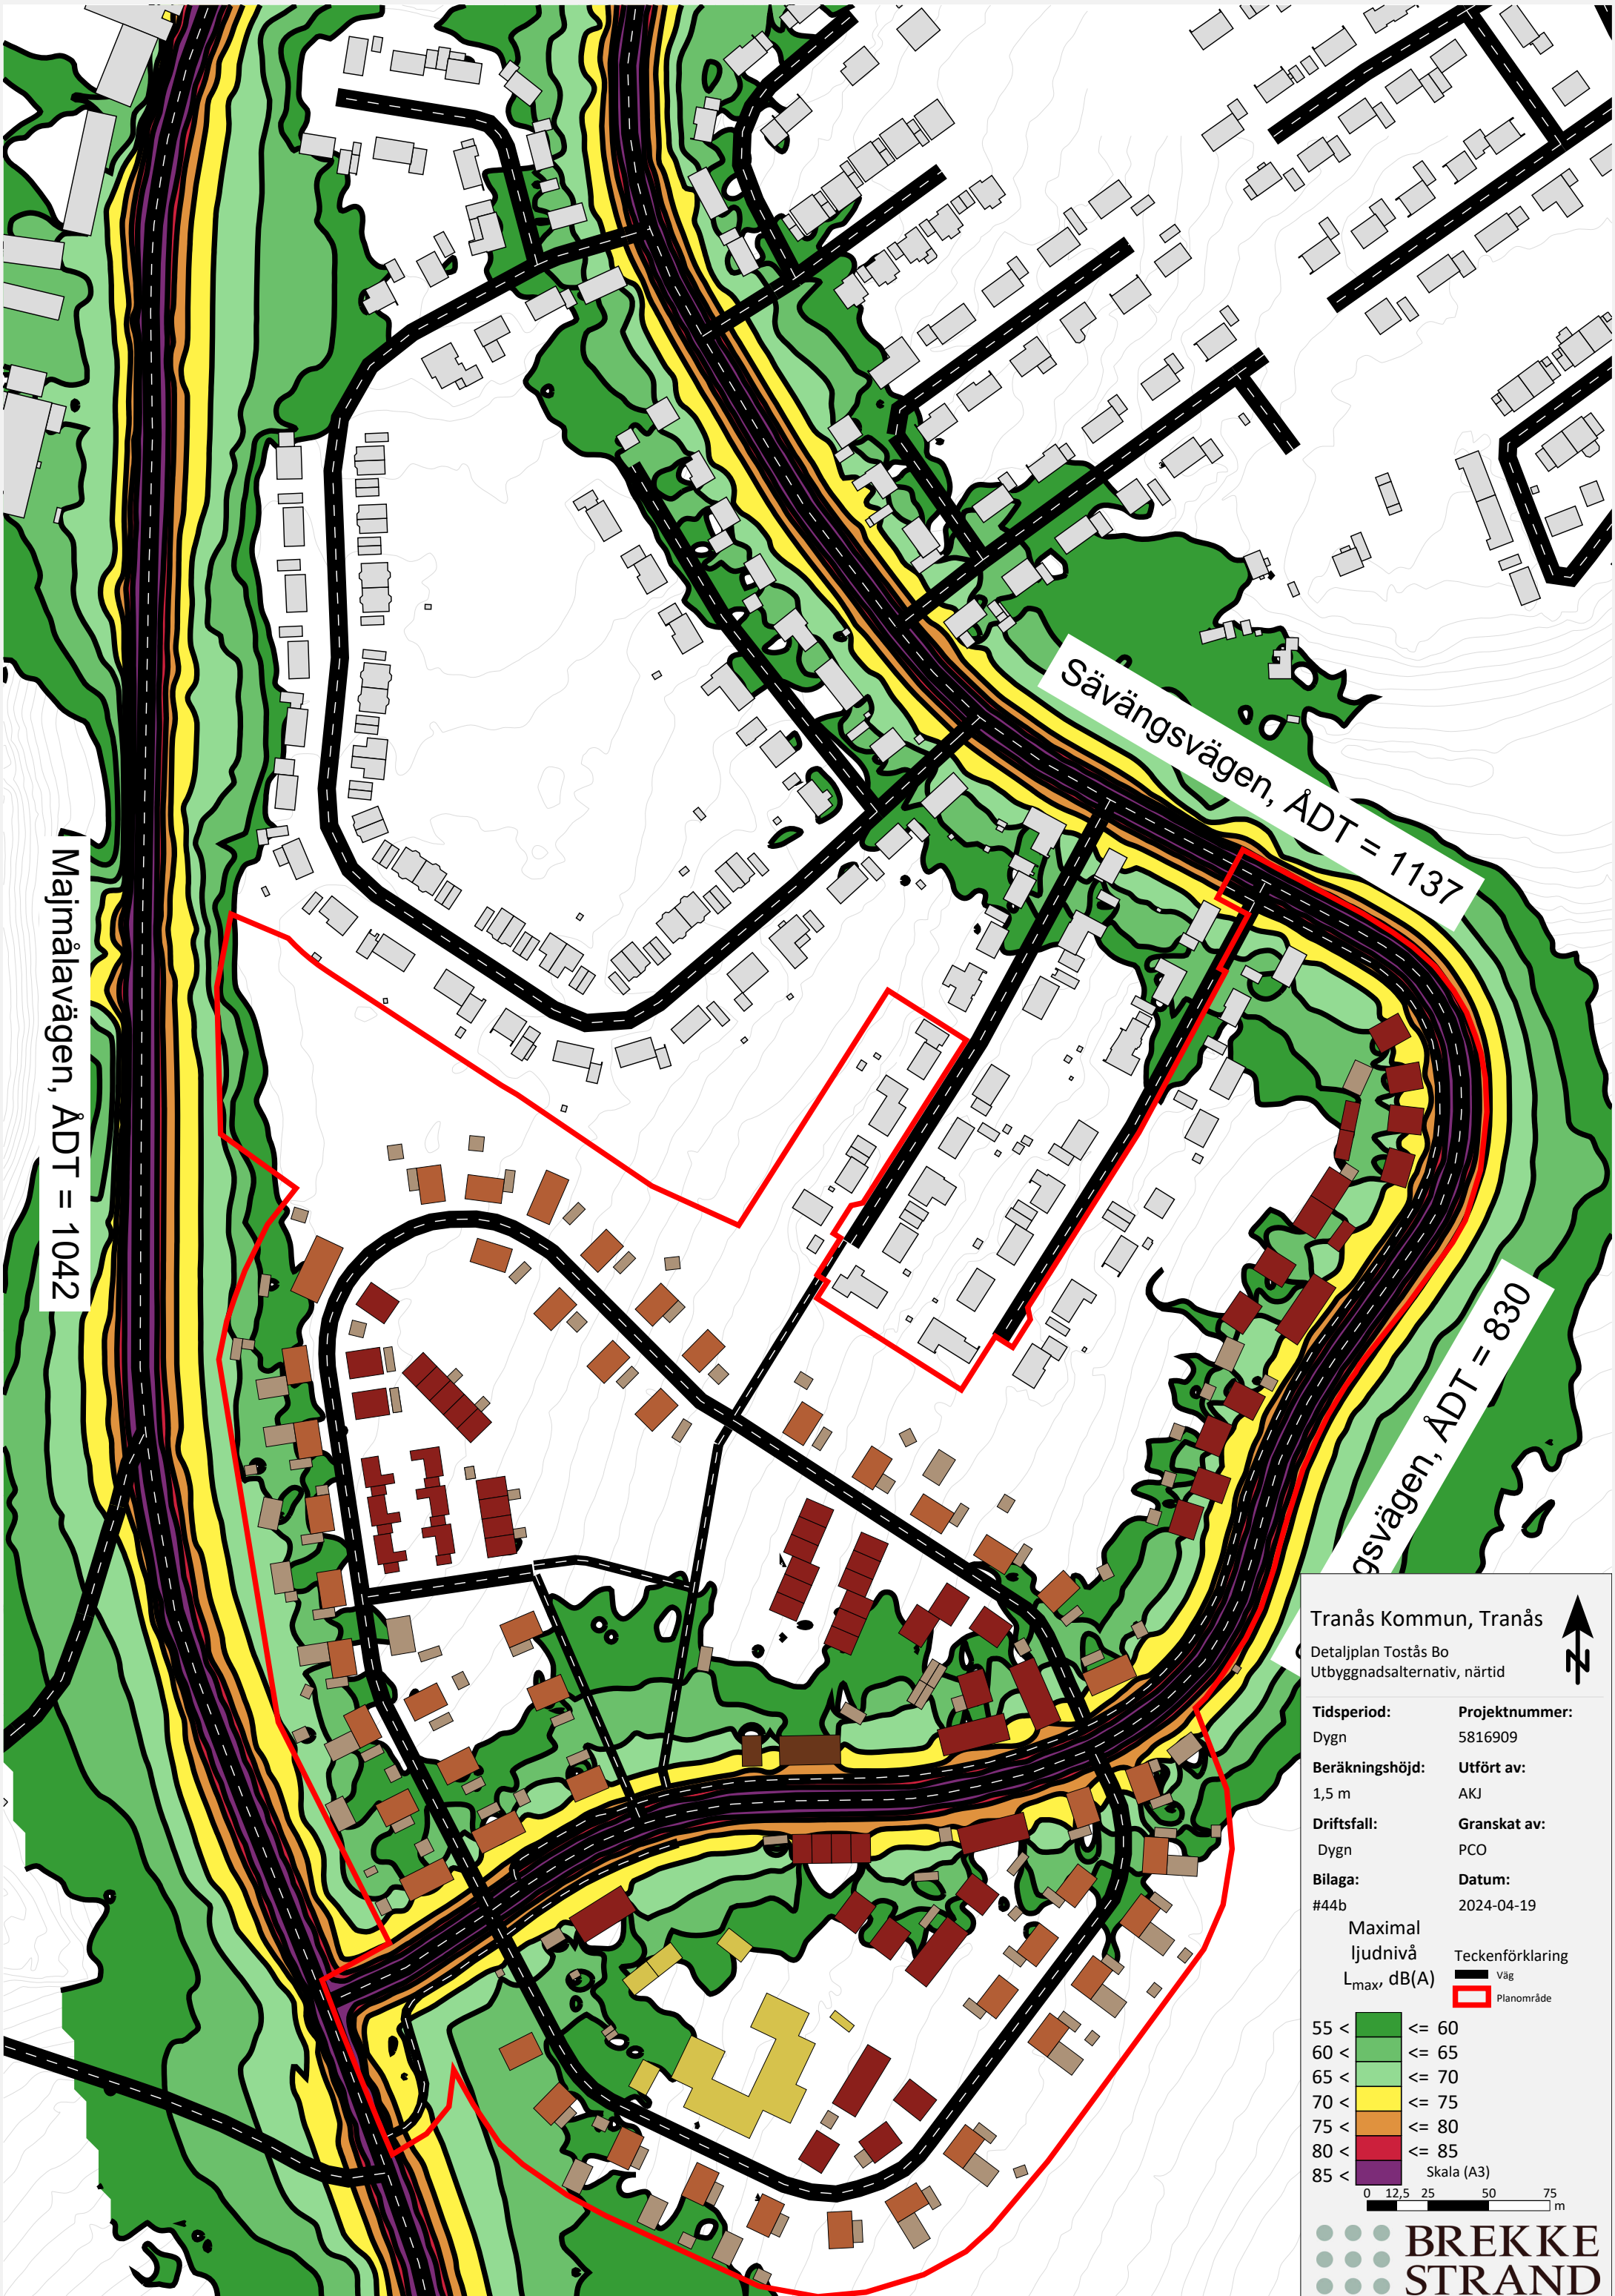 Sävängsvägen, ÅDT = 1137
Majmålavägen, ÅDT = 1042
gsvägen, ÅDT = 830
Tranås Kommun, Tranås
Detaljplan Tostås Bo
Utbyggnadsalternativ, närtid
N
Tidsperiod: Projektnummer:
Dygn 5816909
Beräkningshöjd: Utfört av:
1,5 m AKJ
Driftsfall: Granskat av:
Dygn PCO
Bilaga: Datum:
#44b 2024-04-19
Maximal
ljudnivå
Lmax, dB(A)
Teckenförklaring
Väg
Planområde
55 < <= 60
60 < <= 65
65 < <= 70
70 < <= 75
75 < <= 80
80 < <= 85
85 <
Skala (A3)
0 12,5 25 50 75
m
BREKKE
STRAND